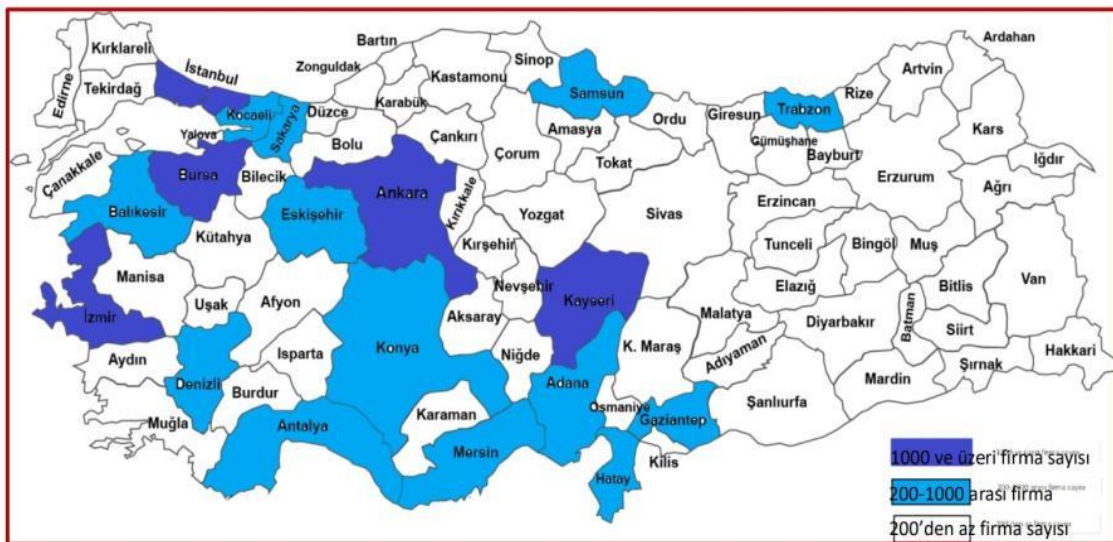 Edirne
Kırklareli
Tekirdağ
İstanbul
Kocaeli
Yalova
Sakarya
Düzce
Zonguldak
Bartın
Karabük
Kastamonu
Sinop
Samsun
Ordu
Giresun
Trabzon
Rize
Artvin
Ardahan
Kars
Iğdır
Ağrı
Çanakkale
Balıkesir
Bursa
Bilecik
Bolu
Eskişehir
Ankara
Çankırı
Kırıkkale
Çorum
Amasya
Tokat
Gümüşhane
Bayburt
Erzurum
Erzincan
Kütahya
Kırşehir
Yozgat
Sivas
Tunceli
Bingöl
Muş
Bitlis
Van
İzmir
Manisa
Uşak
Afyon
Konya
Aksaray
Nevşehir
Kayseri
Malatya
Elazığ
Diyarbakır
Batman
Siirt
Şırnak
Hakkari
Aydın
Denizli
Isparta
Burdur
Niğde
Adana
K. Maraş
Adıyaman
Şanlıurfa
Mardin
Muğla
Antalya
Karaman
Mersin
Osmaniye
Gaziantep
Kilis
Hatay
1000 ve üzeri firma sayısı
200-1000 arası firma
200’den az firma sayısı